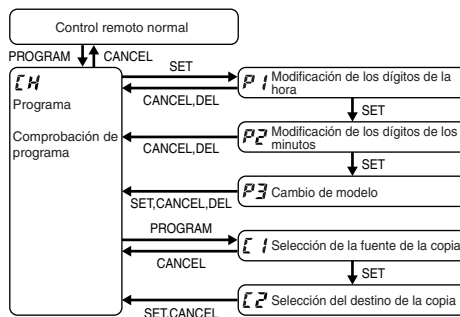 Control remoto normal
PROGRAM
CANCEL
SET
CH
Programa
Comprobación de
programa
P1 Modificación de los dígitos de la
hora
CANCEL,DEL
SET
P2 Modificación de los dígitos de los
minutos
CANCEL,DEL
SET
P3 Cambio de modelo
SET,CANCEL,DEL
PROGRAM
C1 Selección de la fuente de la copia
CANCEL
SET
C2 Selección del destino de la copia
SET,CANCEL